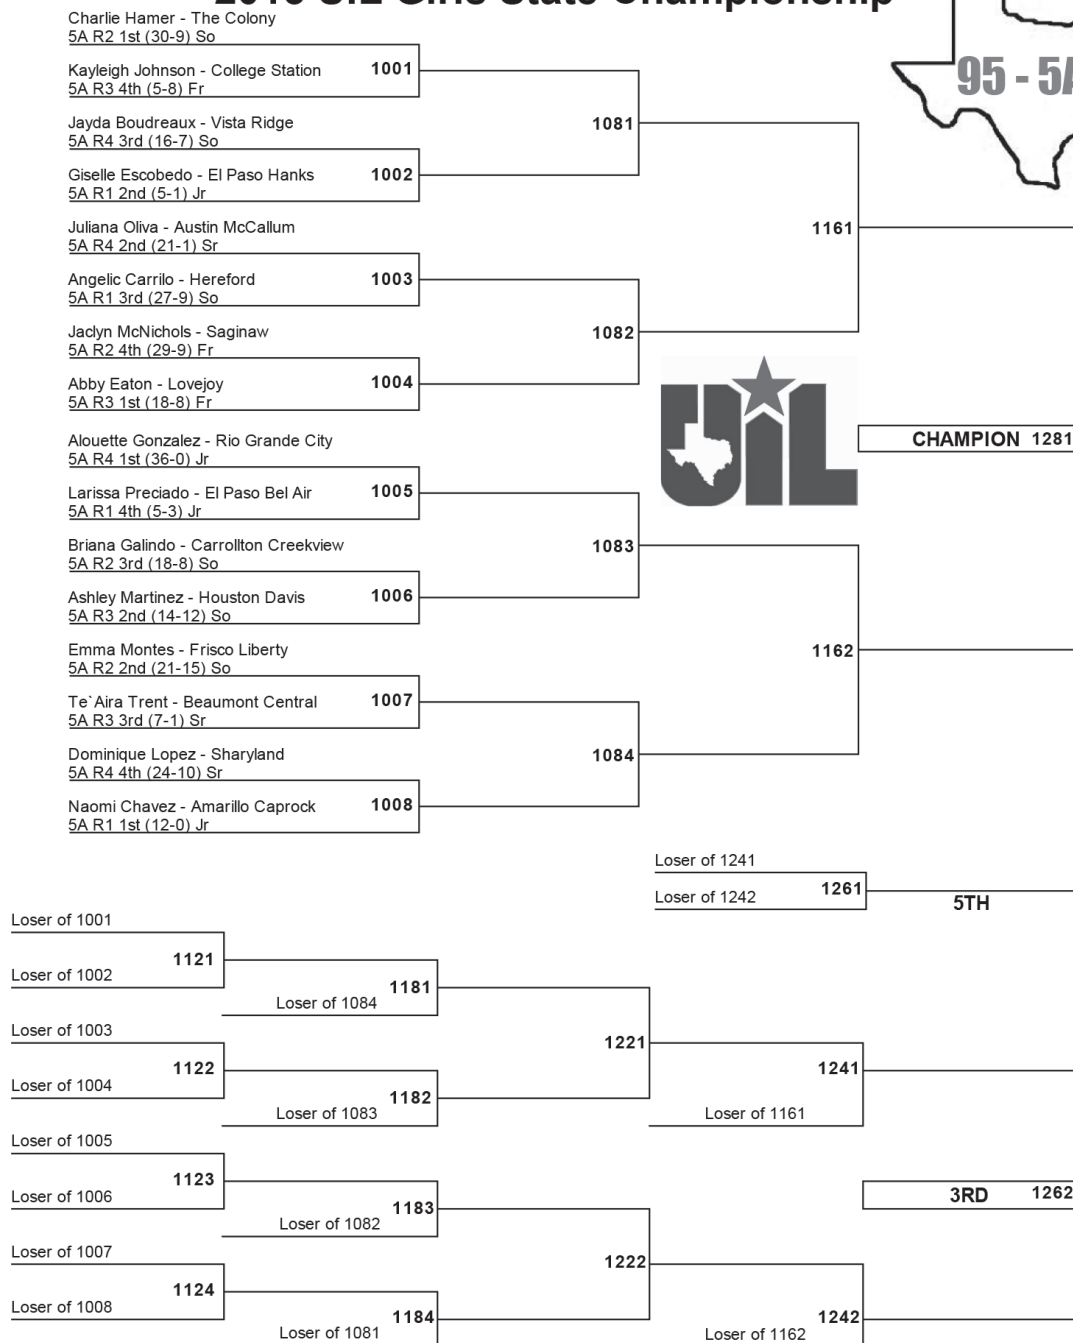 Charlie Hamer - The Colony
5A R2 1st (30-9) So
Kayleigh Johnson - College Station
5A R3 4th (5-8) Fr
1001
Jayda Boudreaux - Vista Ridge
5A R4 3rd (16-7) So
1081
Giselle Escobedo - El Paso Hanks
5A R1 2nd (5-1) Jr
1002
Juliana Oliva - Austin McCallum
5A R4 2nd (21-1) Sr
1161
Angelic Carrilo - Hereford
5A R1 3rd (27-9) So
1003
Jaclyn McNichols - Saginaw
5A R2 4th (29-9) Fr
1082
Abby Eaton - Lovejoy
5A R3 1st (18-8) Fr
1004
95 - 5A
UIL
CHAMPION 1281
Alouette Gonzalez - Rio Grande City
5A R4 1st (36-0) Jr
Larissa Preciado - El Paso Bel Air
5A R1 4th (5-3) Jr
1005
Briana Galindo - Carrollton Creekview
5A R2 3rd (18-8) So
1083
Ashley Martinez - Houston Davis
5A R3 2nd (14-12) So
1006
Emma Montes - Frisco Liberty
5A R2 2nd (21-15) So
1162
Te`Aira Trent - Beaumont Central
5A R3 3rd (7-1) Sr
1007
Dominique Lopez - Sharyland
5A R4 4th (24-10) Sr
1084
Naomi Chavez - Amarillo Caprock
5A R1 1st (12-0) Jr
1008
Loser of 1241
Loser of 1242
1261
5TH
Loser of 1001
1121
Loser of 1002
1181
Loser of 1084
Loser of 1003
1122
Loser of 1004
1182
Loser of 1083
1221
1241
Loser of 1161
Loser of 1005
1123
Loser of 1006
1183
Loser of 1082
3RD 1262
Loser of 1007
1124
Loser of 1008
1184
Loser of 1081
1222
1242
Loser of 1162